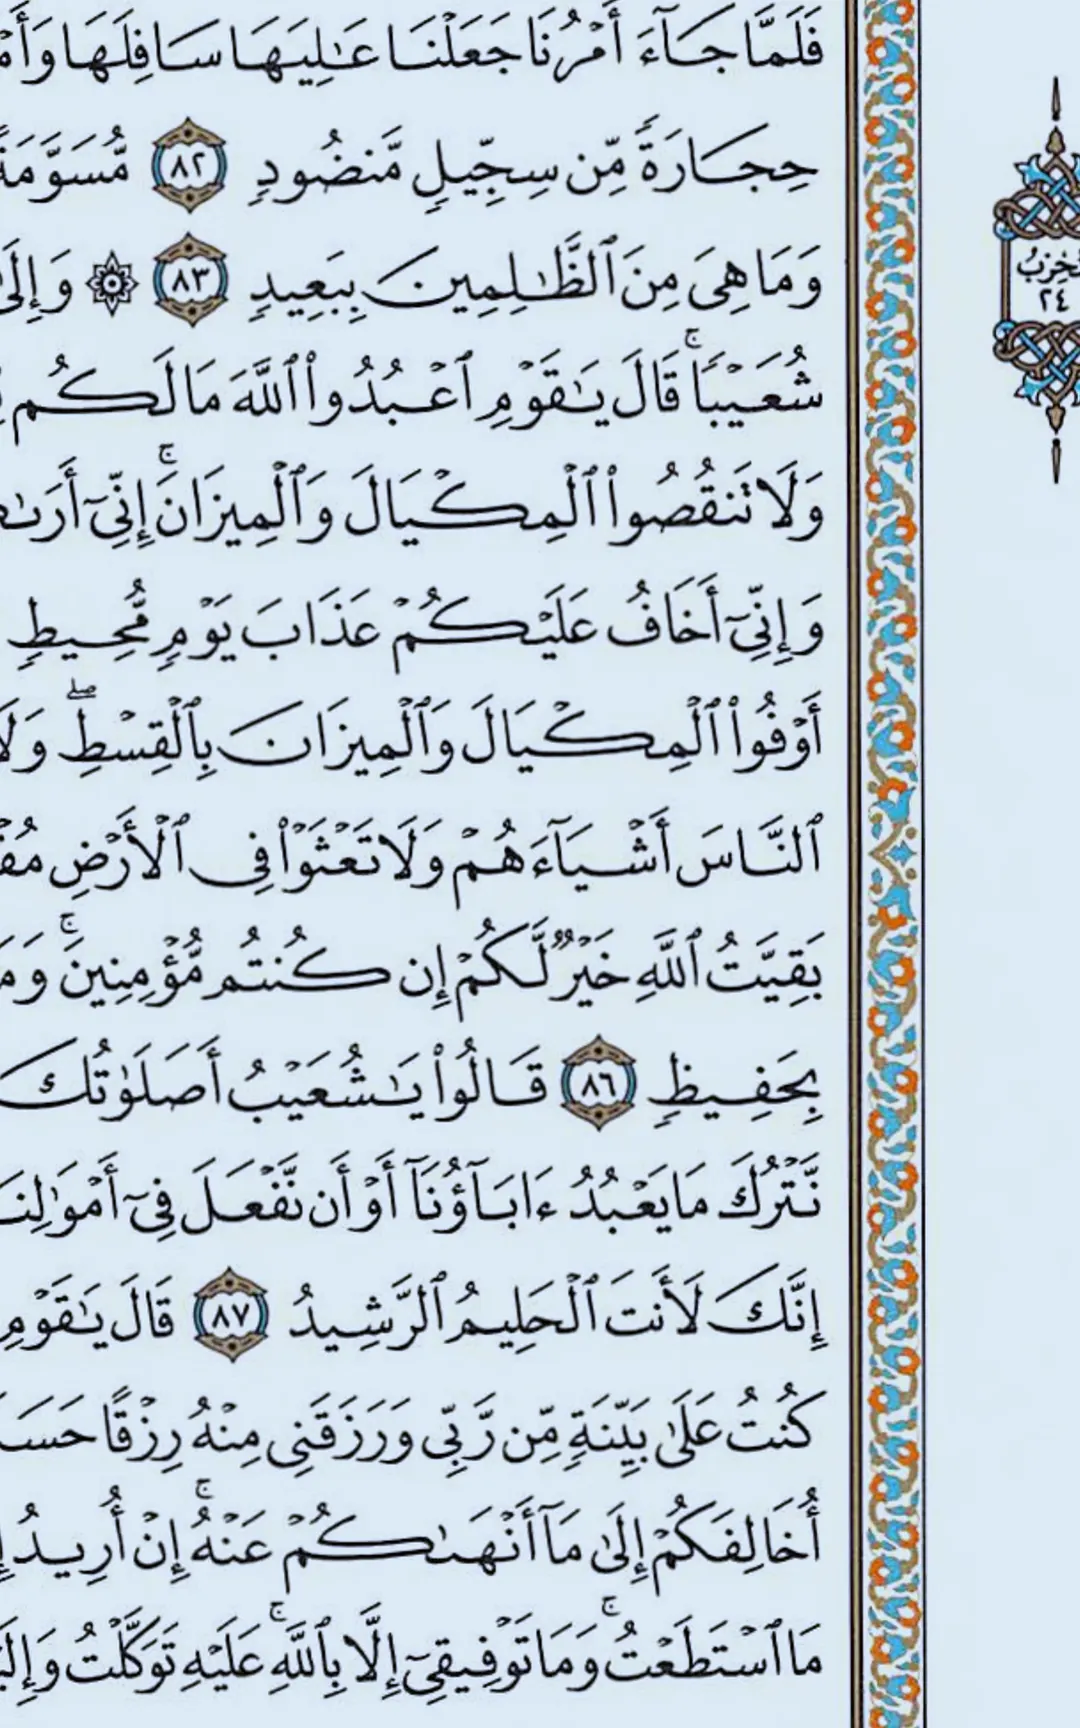 فَلَمَّا جَآءَ أَمْرُنَا جَعَلْنَا عَٰلِيَهَا سَافِلَهَا
حِجَارَةً مِّن سِجِّيلٍ مَّنضُودٍ ٨٢ مُّسَوَّمَةً
وَمَا هِىَ مِنَ ٱلظَّٰلِمِينَ بِبَعِيدٍ ٨٣ ۞ وَإِلَىٰ
شُعَيْبًاۚ قَالَ يَٰقَوْمِ ٱعْبُدُوا۟ ٱللَّهَ مَا لَكُم
وَلَا تَنقُصُوا۟ ٱلْمِكْيَالَ وَٱلْمِيزَانَۚ إِنِّىٓ
وَإِنِّىٓ أَخَافُ عَلَيْكُمْ عَذَابَ يَوْمٍ مُّحِيطٍ
أَوْفُوا۟ ٱلْمِكْيَالَ وَٱلْمِيزَانَ بِٱلْقِسْطِۖ وَلَا
ٱلنَّاسَ أَشْيَآءَهُمْ وَلَا تَعْثَوْا۟ فِى ٱلْأَرْضِ
بَقِيَّتُ ٱللَّهِ خَيْرٌ لَّكُمْ إِن كُنتُم مُّؤْمِنِينَۚ
بِحَفِيظٍ ٨٦ قَالُوا۟ يَٰشُعَيْبُ أَصَلَوٰتُكَ
نَّتْرُكَ مَا يَعْبُدُ ءَابَآؤُنَآ أَوْ أَن نَّفْعَلَ فِىٓ أَمْوَٰلِنَا
إِنَّكَ لَأَنتَ ٱلْحَلِيمُ ٱلرَّشِيدُ ٨٧ قَالَ يَٰقَوْمِ
كُنتُ عَلَىٰ بَيِّنَةٍ مِّن رَّبِّى وَرَزَقَنِى مِنْهُ رِزْقًا
أُخَالِفَكُمْ إِلَىٰ مَآ أَنْهَىٰكُمْ عَنْهُۚ إِنْ أُرِيدُ
مَا ٱسْتَطَعْتُۚ وَمَا تَوْفِيقِىٓ إِلَّا بِٱللَّهِۚ عَلَيْهِ تَوَكَّلْتُ
ٱلْحِزْبُ
٢٤